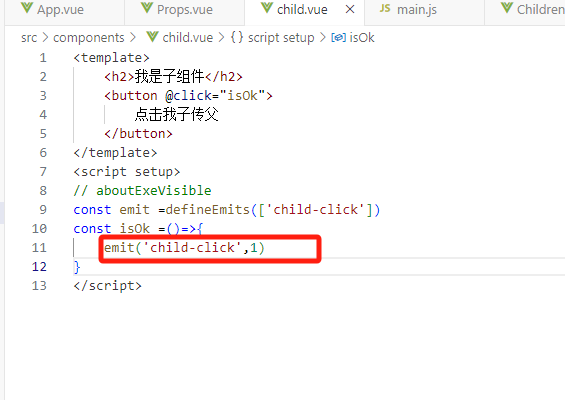 App.vue Props.vue child.vue × main.js Children
src > components > child.vue > {} script setup > isOk
1 <template>
2 <h2>我是子组件</h2>
3 <button @click="isOk">
4 点击我子传父
5 </button>
6 </template>
7 <script setup>
8 // aboutExeVisible
9 const emit =defineEmits(['child-click'])
10 const isOk =()=>{
11 emit('child-click',1)
12 }
13 </script>